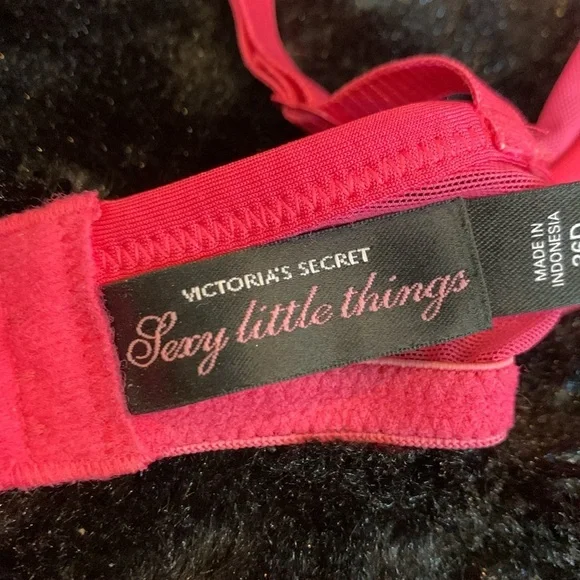 VICTORIA'S SECRET
Sexy little things
MADE IN
INDONESIA
36D